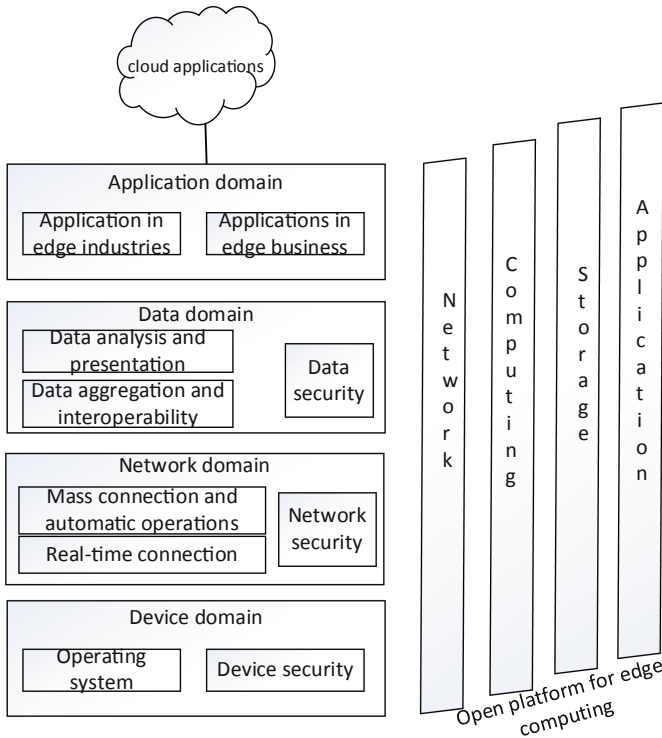 cloud applications
Application domain
Application in
edge industries
Applications in
edge business
Data domain
Data analysis and
presentation
Data aggregation and
interoperability
Data
security
Network domain
Mass connection and
automatic operations
Real-time connection
Network
security
Device domain
Operating
system
Device security
Network
Computing
Storage
Application
Open platform for edge
computing